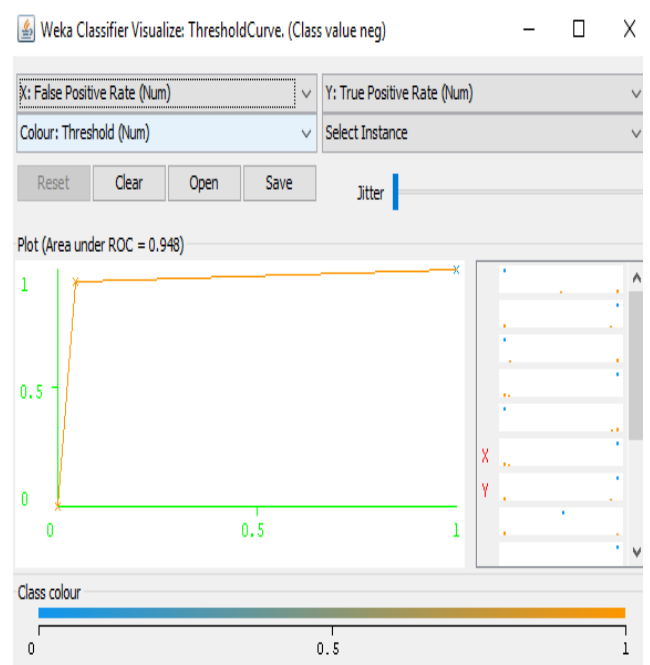 Weka Classifier Visualize: ThresholdCurve. (Class value neg)
X: False Positive Rate (Num) Y: True Positive Rate (Num)
Colour: Threshold (Num) Select Instance
Reset Clear Open Save Jitter
Plot (Area under ROC = 0.948)
1
0.5
X
Y
0
0 0.5 1
Class colour
0 0.5 1